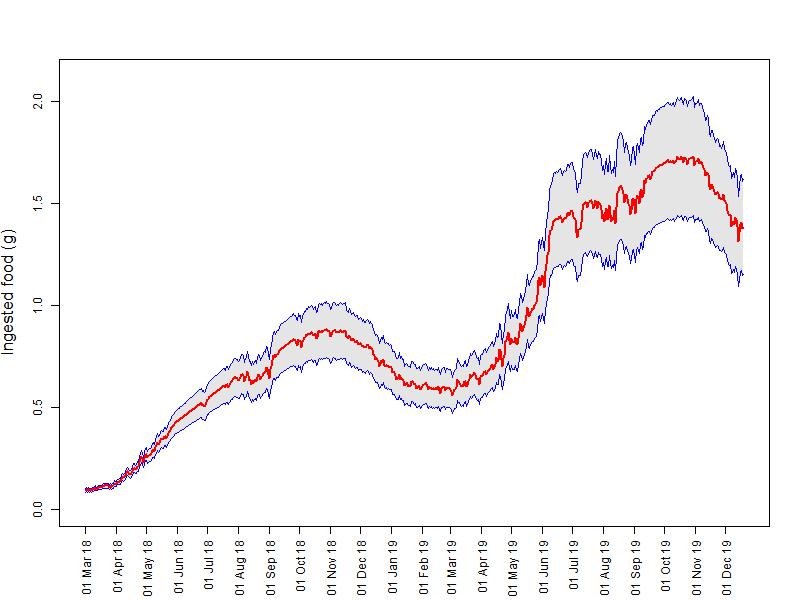 Ingested food (g)
2.0
1.5
1.0
0.5
0.0
01 Mar 18
01 Apr 18
01 May 18
01 Jun 18
01 Jul 18
01 Aug 18
01 Sep 18
01 Oct 18
01 Nov 18
01 Dec 18
01 Jan 19
01 Feb 19
01 Mar 19
01 Apr 19
01 May 19
01 Jun 19
01 Jul 19
01 Aug 19
01 Sep 19
01 Oct 19
01 Nov 19
01 Dec 19